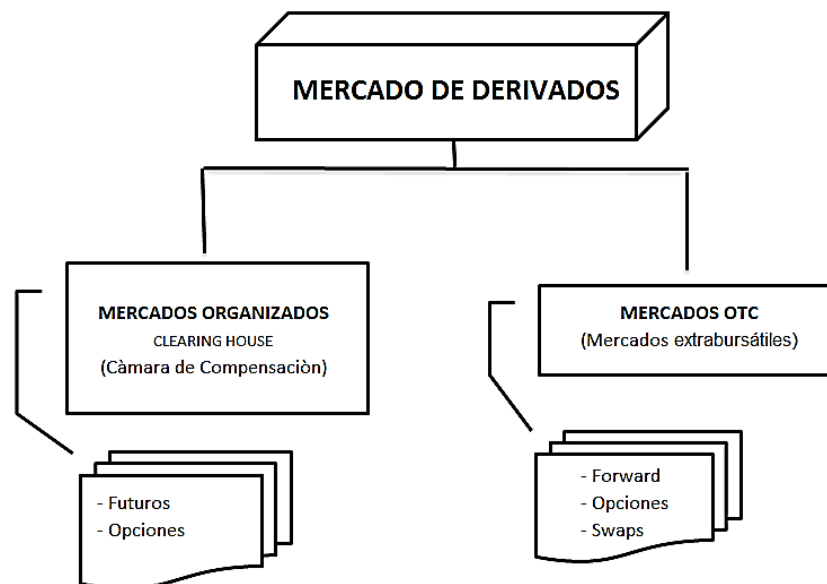 MERCADO DE DERIVADOS
MERCADOS ORGANIZADOS
CLEARING HOUSE
(Càmara de Compensaciòn)
MERCADOS OTC
(Mercados extrabursátiles)
- Futuros
- Opciones
- Forward
- Opciones
- Swaps